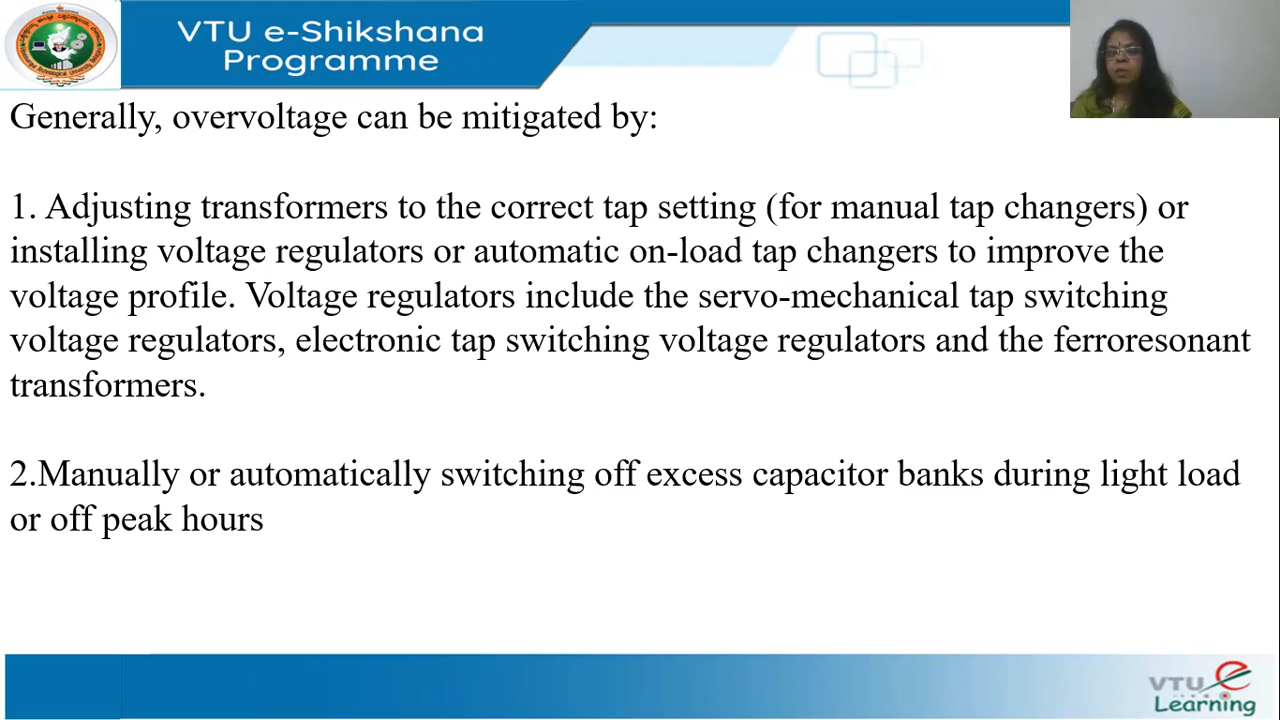 VTU e-Shikshana
Programme
Generally, overvoltage can be mitigated by:
1. Adjusting transformers to the correct tap setting (for manual tap changers) or
installing voltage regulators or automatic on-load tap changers to improve the
voltage profile. Voltage regulators include the servo-mechanical tap switching
voltage regulators, electronic tap switching voltage regulators and the ferroresonant
transformers.
2.Manually or automatically switching off excess capacitor banks during light load
or off peak hours
VTU e
Learning